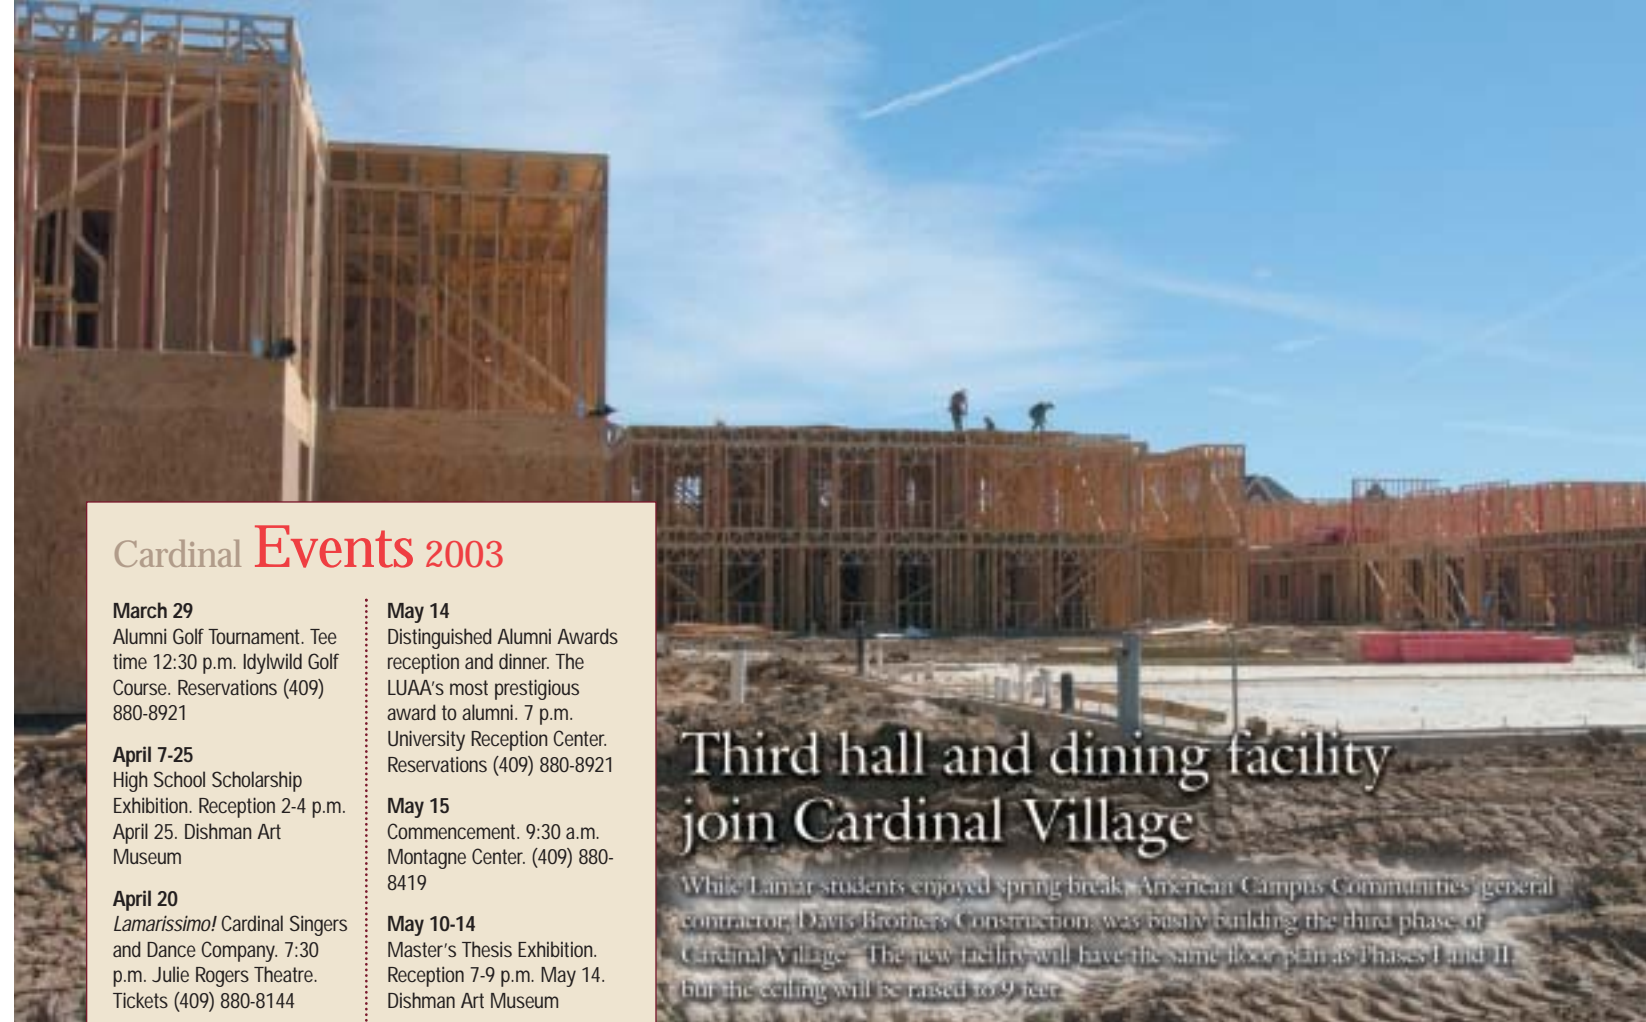 Cardinal Events 2003
March 29
Alumni Golf Tournament. Tee
time 12:30 p.m. Idylwild Golf
Course. Reservations (409)
880-8921
April 7-25
High School Scholarship
Exhibition. Reception 2-4 p.m.
April 25. Dishman Art
Museum
April 20
Lamarissimo! Cardinal Singers
and Dance Company. 7:30
p.m. Julie Rogers Theatre.
Tickets (409) 880-8144
May 14
Distinguished Alumni Awards
reception and dinner. The
LUAA's most prestigious
award to alumni. 7 p.m.
University Reception Center.
Reservations (409) 880-8921
May 15
Commencement. 9:30 a.m.
Montagne Center. (409) 880-
8419
May 10-14
Master's Thesis Exhibition.
Reception 7-9 p.m. May 14.
Dishman Art Museum
Third hall and dining facility
join Cardinal Village
While Lamar students enjoyed spring break, American Campus Communities' general
contractor, Davis Brothers Construction, was busily building the third phase of
Cardinal Village. The new facility will have the same floor plan as Phases I and II,
but the ceiling will be raised to 9 feet.